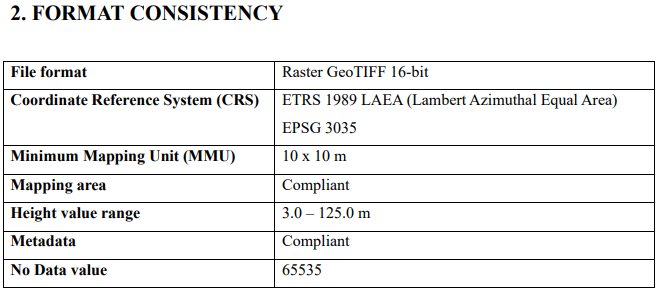 2. FORMAT CONSISTENCY
File format Raster GeoTIFF 16-bit
Coordinate Reference System (CRS) ETRS 1989 LAEA (Lambert Azimuthal Equal Area)
EPSG 3035
Minimum Mapping Unit (MMU) 10 x 10 m
Mapping area Compliant
Height value range 3.0 – 125.0 m
Metadata Compliant
No Data value 65535